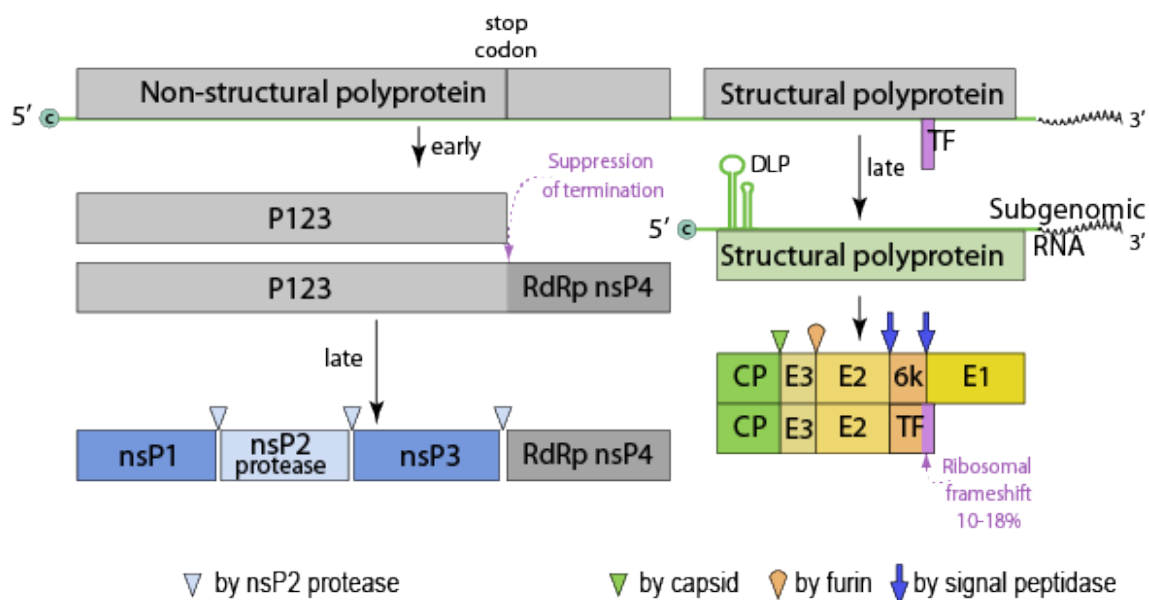 stop
codon
Non-structural polyprotein
Structural polyprotein
5′ c
3′
TF
early
Suppression
of termination
late
DLP
P123
5′ c
Subgenomic
RNA
3′
Structural polyprotein
P123 RdRp nsP4
late
CP E3 E2 6k E1
CP E3 E2 TF
nsP1 nsP2 protease nsP3 RdRp nsP4
Ribosomal
frameshift
10-18%
by nsP2 protease
by capsid
by furin
by signal peptidase